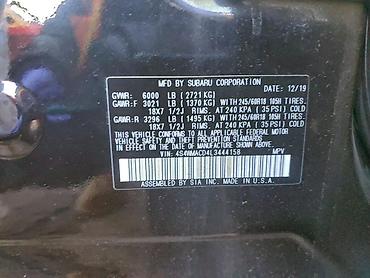 MFD BY SUBARU CORPORATION DATE 12/19
GVWR: 6000 LB (2721 KG)
GAWR:F 3021 LB (1370 KG) WITH 245/60R18 105H TIRES.
18X7 1/2J RIMS. AT 240 KPA (35 PSI) COLD
GAWR:R 3296 LB (1495 KG) WITH 245/60R18 105H TIRES.
18X7 1/2J RIMS. AT 240 KPA (35 PSI) COLD
THIS VEHICLE CONFORMS TO ALL APPLICABLE FEDERAL MOTOR
VEHICLE SAFETY, BUMPER, AND THEFT PREVENTION
STANDARDS IN EFFECT ON THE DATE OF MANUFACTURE SHOWN
ABOVE.
VIN: 4S4WMACD4L3444158 MPV
ASSEMBLED BY SIA INC. MADE IN U.S.A.